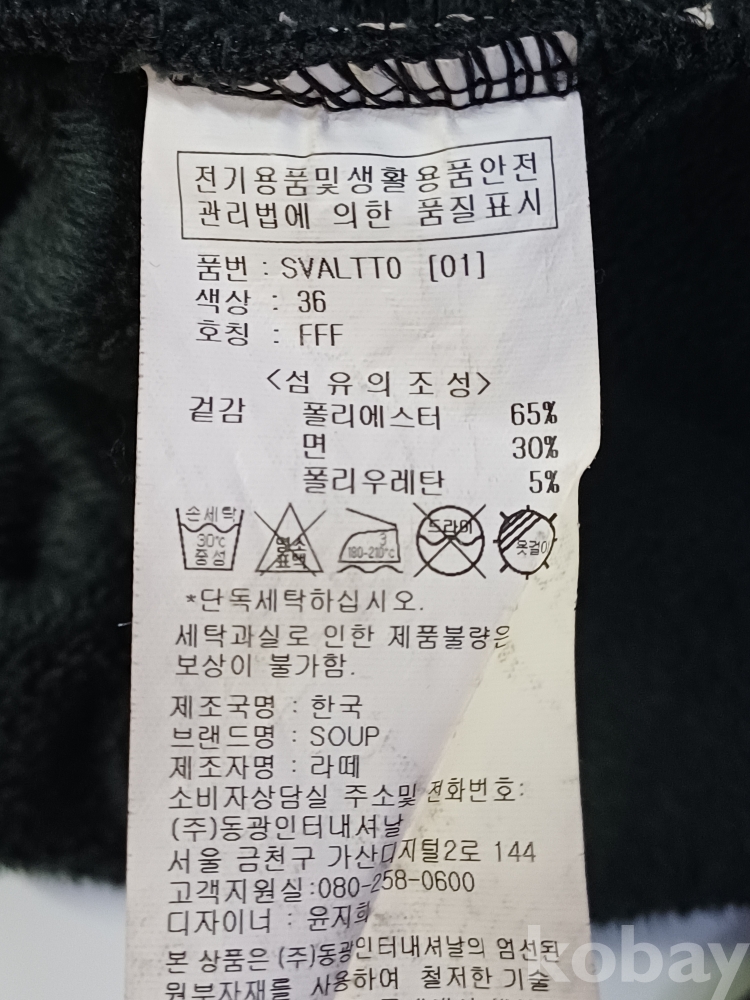 전기용품및생활용품안전
관리법에 의한 품질표시
품번 : SVALTTO [01]
색상 : 36
호칭 : FFF
<섬 유 의 조 성>
겉감 폴리에스터 65%
면 30%
폴리우레탄 5%
손세탁 30℃ 중성
염소 표백
3 180-210℃
드라이
옷걸이
*단독세탁하십시오.
세탁과실로 인한 제품불량은
보상이 불가함.
제조국명 : 한국
브랜드명 : SOUP
제조자명 : 라떼
소비자상담실 주소및 전화번호:
(주)동광인터내셔날
서울 금천구 가산디지털2로 144
고객지원실:080-258-0600
디자이너 : 윤지희
본 상품은 (주)동광인터내셔날의 엄선된
원부자재를 사용하여 철저한 기술
kobay